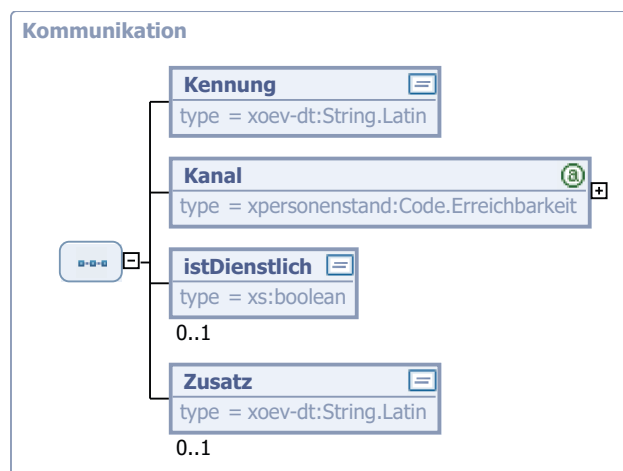 Kommunikation
Kennung
type = xoev-dt:String.Latin
Kanal
type = xpersonenstand:Code.Erreichbarkeit
istDienstlich
type = xs:boolean
0..1
Zusatz
type = xoev-dt:String.Latin
0..1